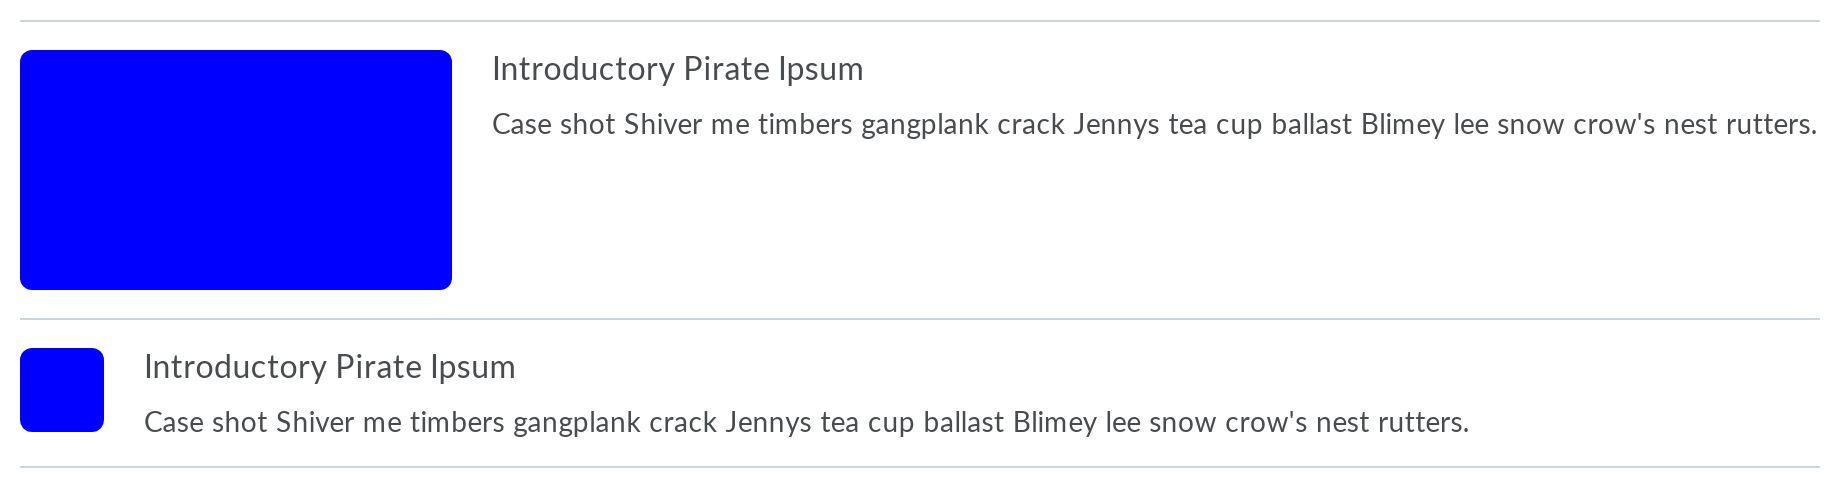 Introductory Pirate Ipsum
Case shot Shiver me timbers gangplank crack Jennys tea cup ballast Blimey lee snow crow's nest rutters.
Introductory Pirate Ipsum
Case shot Shiver me timbers gangplank crack Jennys tea cup ballast Blimey lee snow crow's nest rutters.